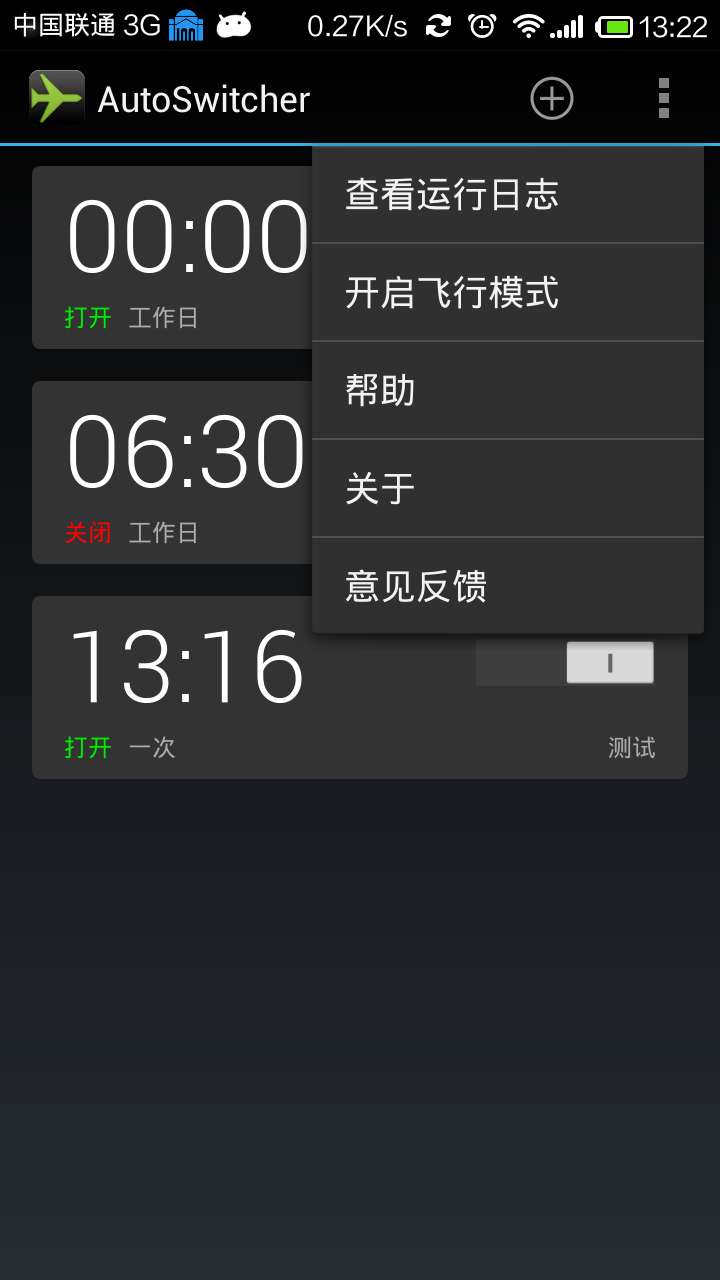 中国联通 3G 0.27K/s 13:22
AutoSwitcher
查看运行日志
开启飞行模式
帮助
关于
意见反馈
00:00
打开 工作日
06:30
关闭 工作日
13:16
打开 一次 测试